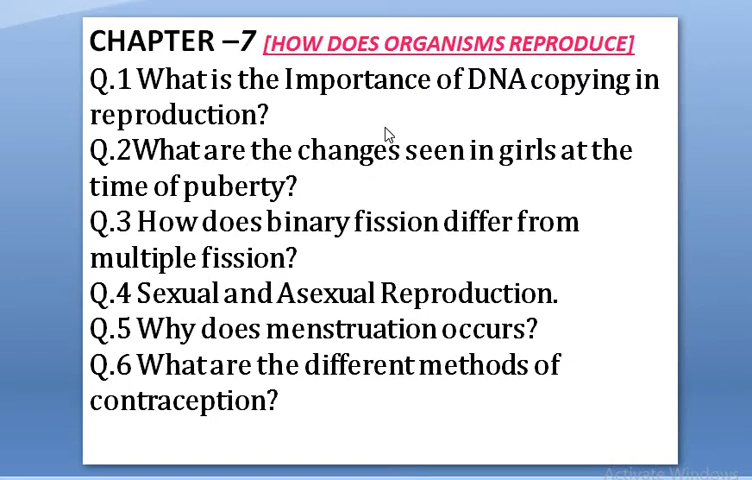 CHAPTER –7 [HOW DOES ORGANISMS REPRODUCE]
Q.1 What is the Importance of DNA copying in
reproduction?
Q.2What are the changes seen in girls at the
time of puberty?
Q.3 How does binary fission differ from
multiple fission?
Q.4 Sexual and Asexual Reproduction.
Q.5 Why does menstruation occurs?
Q.6 What are the different methods of
contraception?
Activate Windows